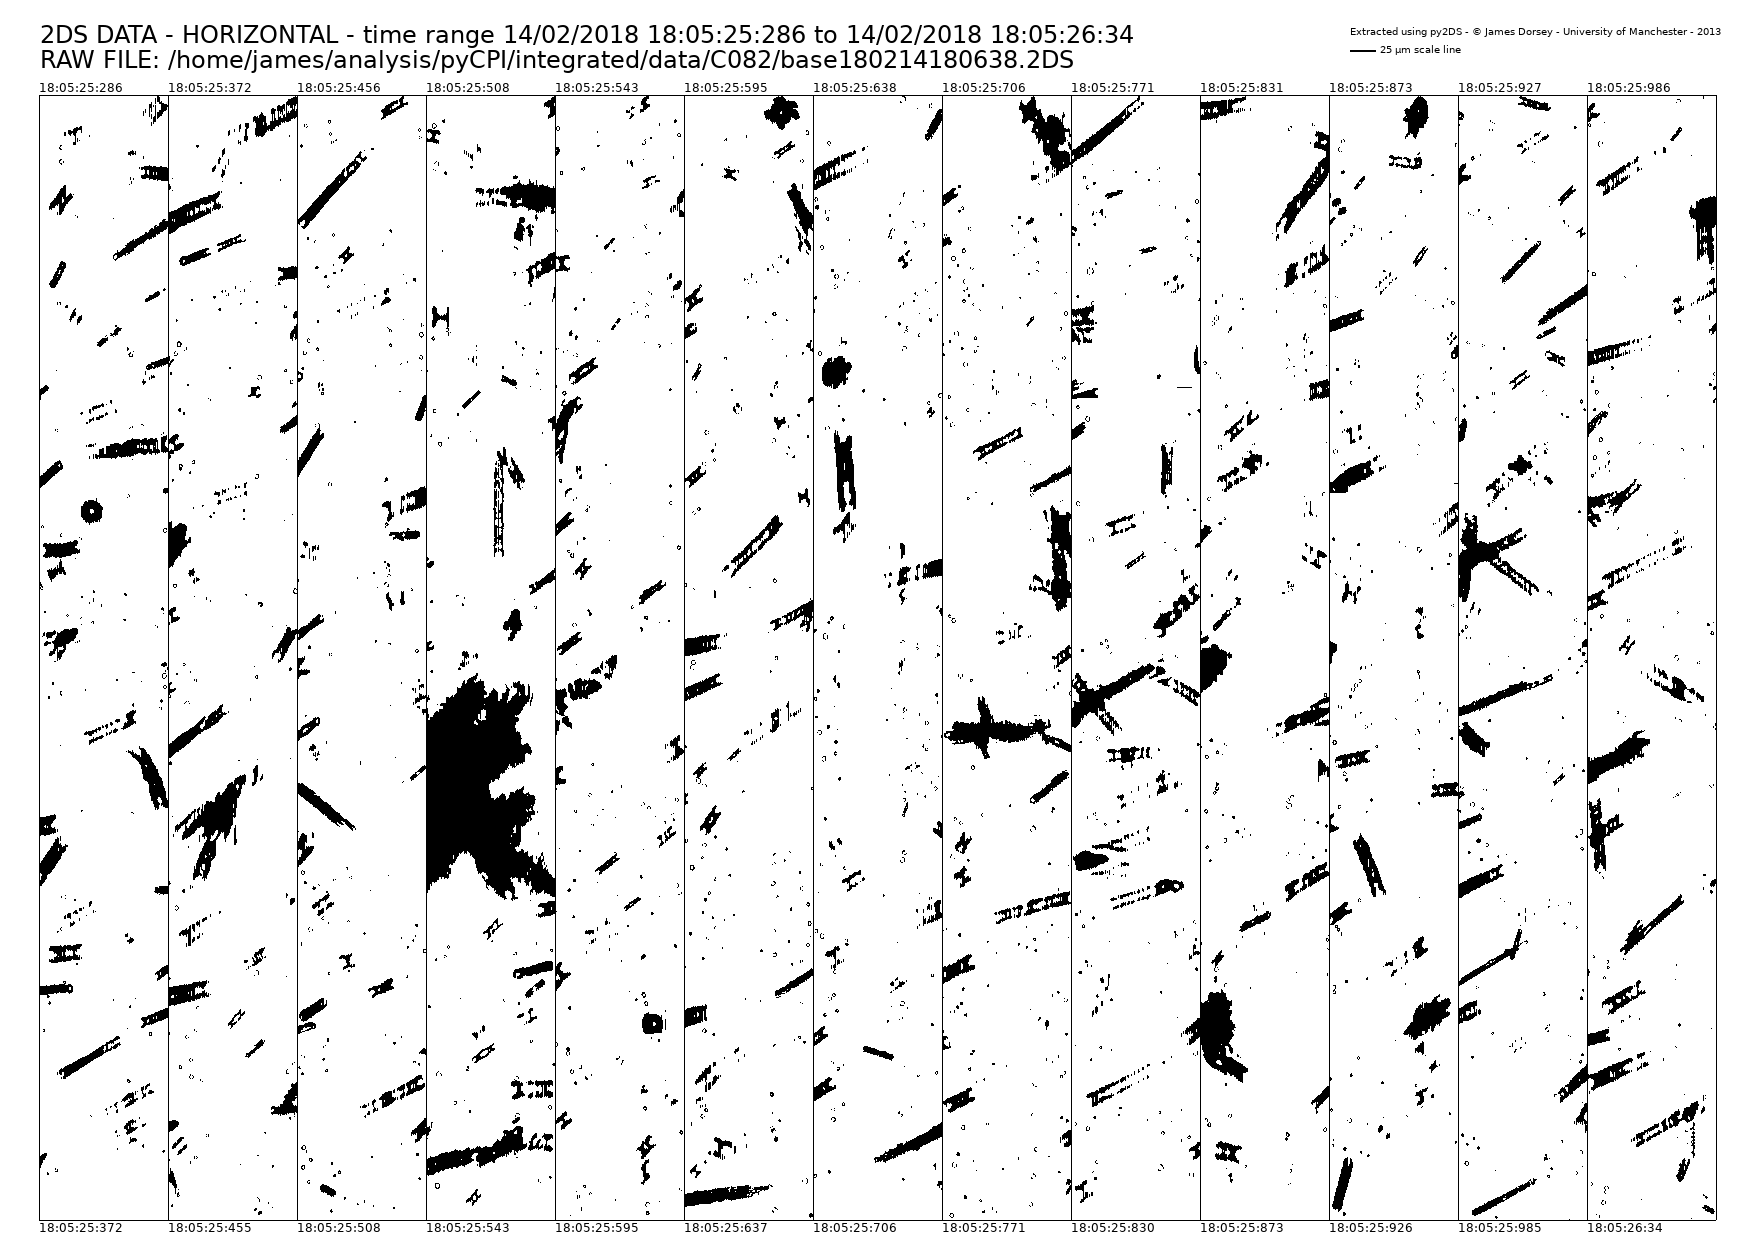 2DS DATA - HORIZONTAL - time range 14/02/2018 18:05:25:286 to 14/02/2018 18:05:26:34
RAW FILE: /home/james/analysis/pyCPI/integrated/data/C082/base180214180638.2DS
Extracted using py2DS - © James Dorsey - University of Manchester - 2013
25 µm scale line
18:05:25:286 18:05:25:372 18:05:25:456 18:05:25:508 18:05:25:543 18:05:25:595 18:05:25:638 18:05:25:706 18:05:25:771 18:05:25:831 18:05:25:873 18:05:25:927 18:05:25:986
18:05:25:372 18:05:25:455 18:05:25:508 18:05:25:543 18:05:25:595 18:05:25:637 18:05:25:706 18:05:25:771 18:05:25:830 18:05:25:873 18:05:25:926 18:05:25:985 18:05:26:34